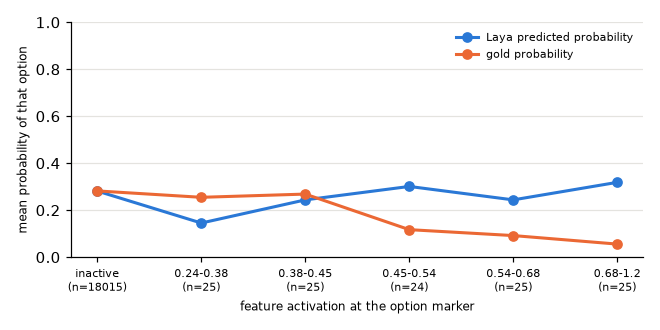 1.0
0.8
0.6
0.4
0.2
0.0
mean probability of that option
Laya predicted probability
gold probability
inactive
(n=18015)
0.24-0.38
(n=25)
0.38-0.45
(n=25)
0.45-0.54
(n=24)
0.54-0.68
(n=25)
0.68-1.2
(n=25)
feature activation at the option marker